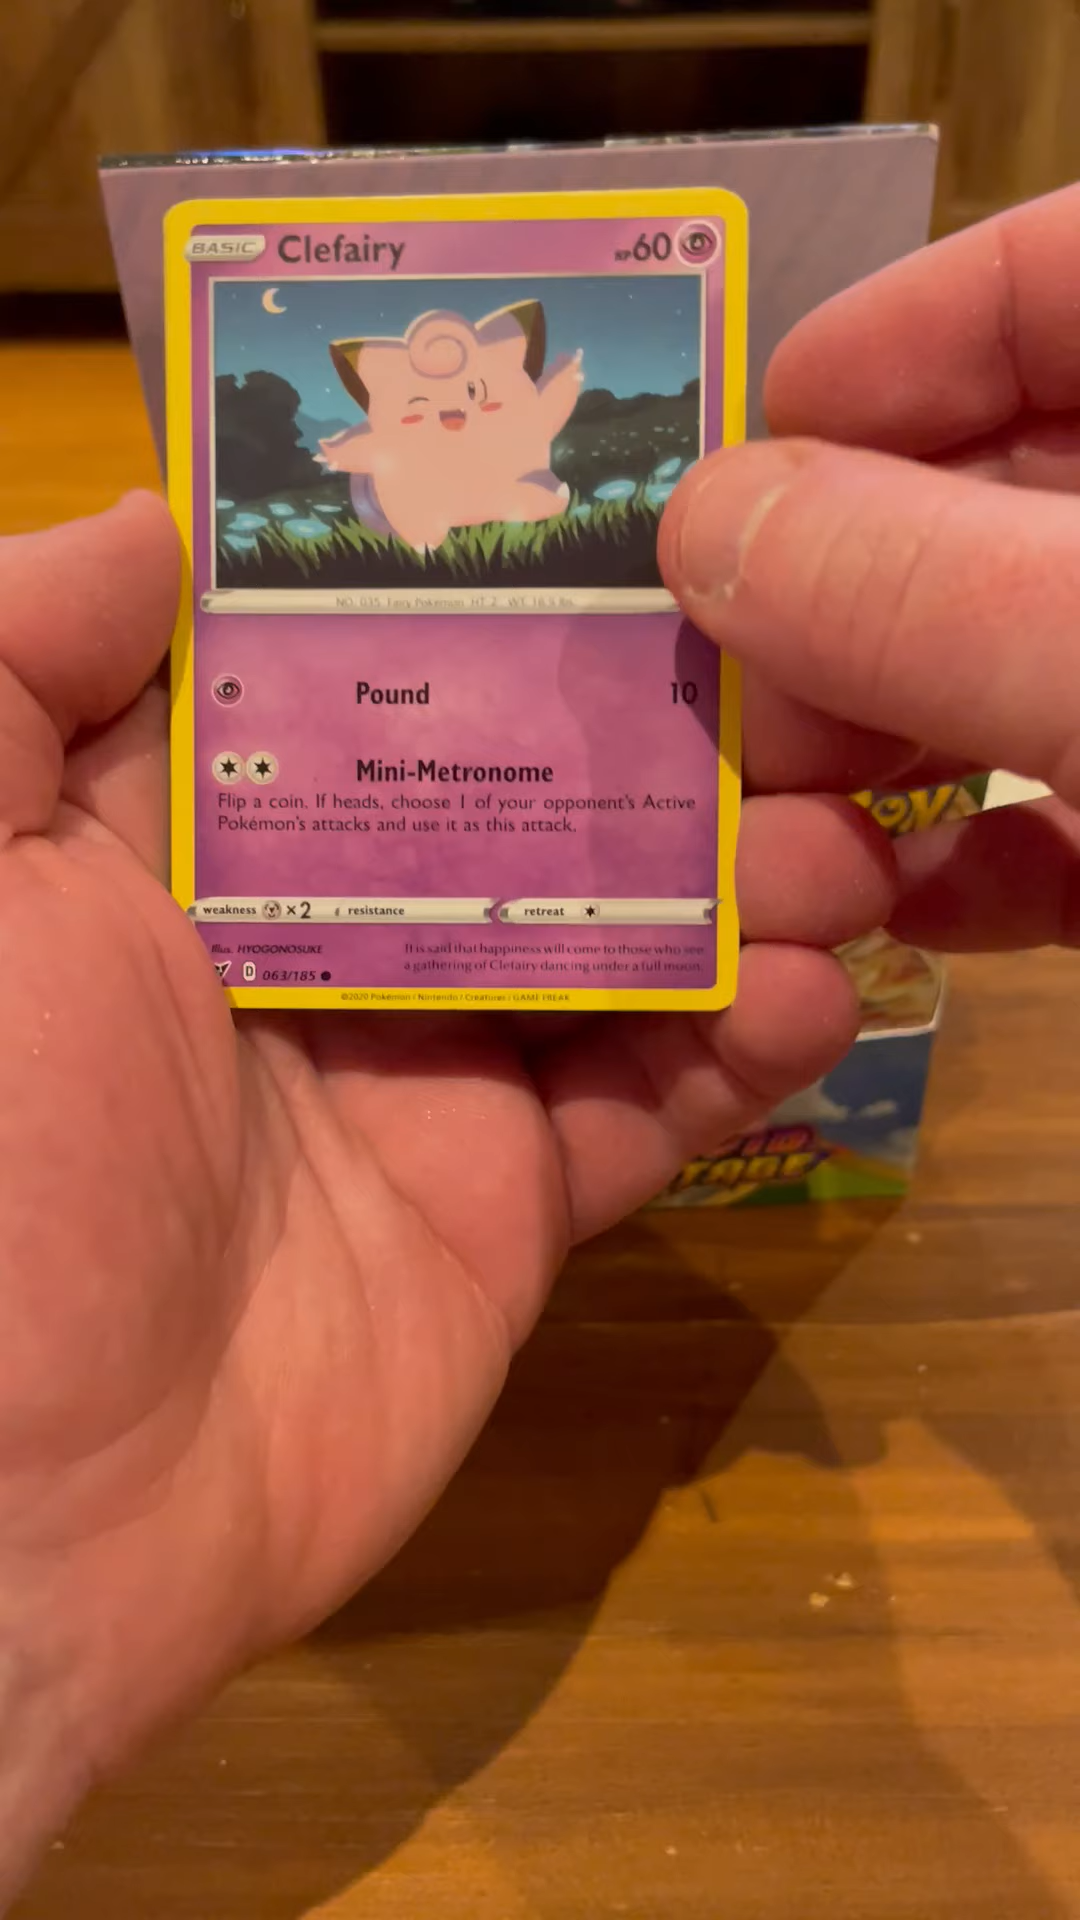 BASIC Clefairy HP 60
NO. 035 Fairy Pokémon HT 2 WT 16.5 lbs.
Pound 10
Mini-Metronome
Flip a coin. If heads, choose 1 of your opponent's Active
Pokémon's attacks and use it as this attack.
weakness ×2 resistance retreat
Illus. HYOGONOSUKE
It is said that happiness will come to those who see
a gathering of Clefairy dancing under a full moon.
D 063/185
©2020 Pokémon / Nintendo / Creatures / GAME FREAK